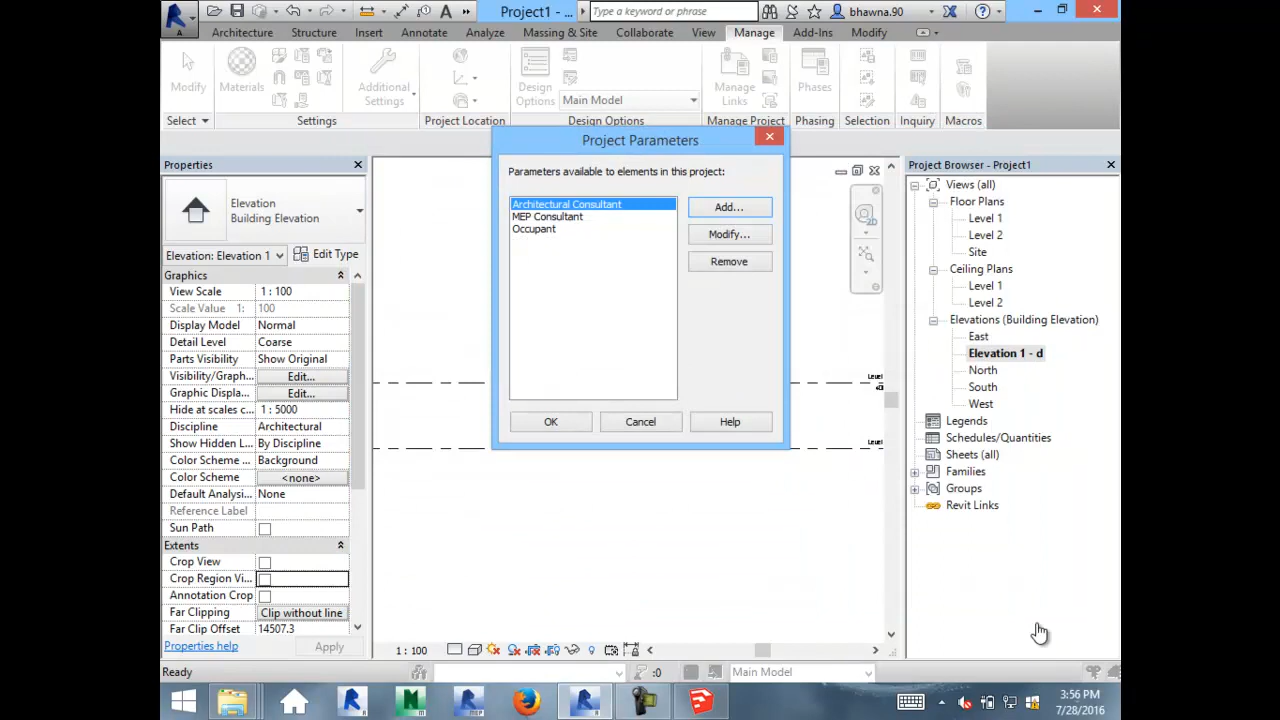 Project1 - ...
Type a keyword or phrase
bhawna.90
Architecture Structure Insert Annotate Analyze Massing & Site Collaborate View Manage Add-Ins Modify
Modify
Materials
Additional Settings
Design Options
Main Model
Manage Links
Phases
Select
Settings
Project Location
Design Options
Manage Project
Phasing
Selection
Inquiry
Macros
Properties
Elevation
Building Elevation
Elevation: Elevation 1
Edit Type
Graphics
View Scale 1 : 100
Scale Value 1: 100
Display Model Normal
Detail Level Coarse
Parts Visibility Show Original
Visibility/Graph... Edit...
Graphic Displa... Edit...
Hide at scales c... 1 : 5000
Discipline Architectural
Show Hidden L... By Discipline
Color Scheme ... Background
Color Scheme <none>
Default Analysi... None
Reference Label
Sun Path
Extents
Crop View
Crop Region Vi...
Annotation Crop
Far Clipping Clip without line
Far Clip Offset 14507.3
Properties help
Apply
Project Parameters
Parameters available to elements in this project:
Architectural Consultant
MEP Consultant
Occupant
Add...
Modify...
Remove
OK
Cancel
Help
Level
Level
1 : 100
Project Browser - Project1
Views (all)
Floor Plans
Level 1
Level 2
Site
Ceiling Plans
Level 1
Level 2
Elevations (Building Elevation)
East
Elevation 1 - d
North
South
West
Legends
Schedules/Quantities
Sheets (all)
Families
Groups
Revit Links
Ready
:0
Main Model
3:56 PM
7/28/2016